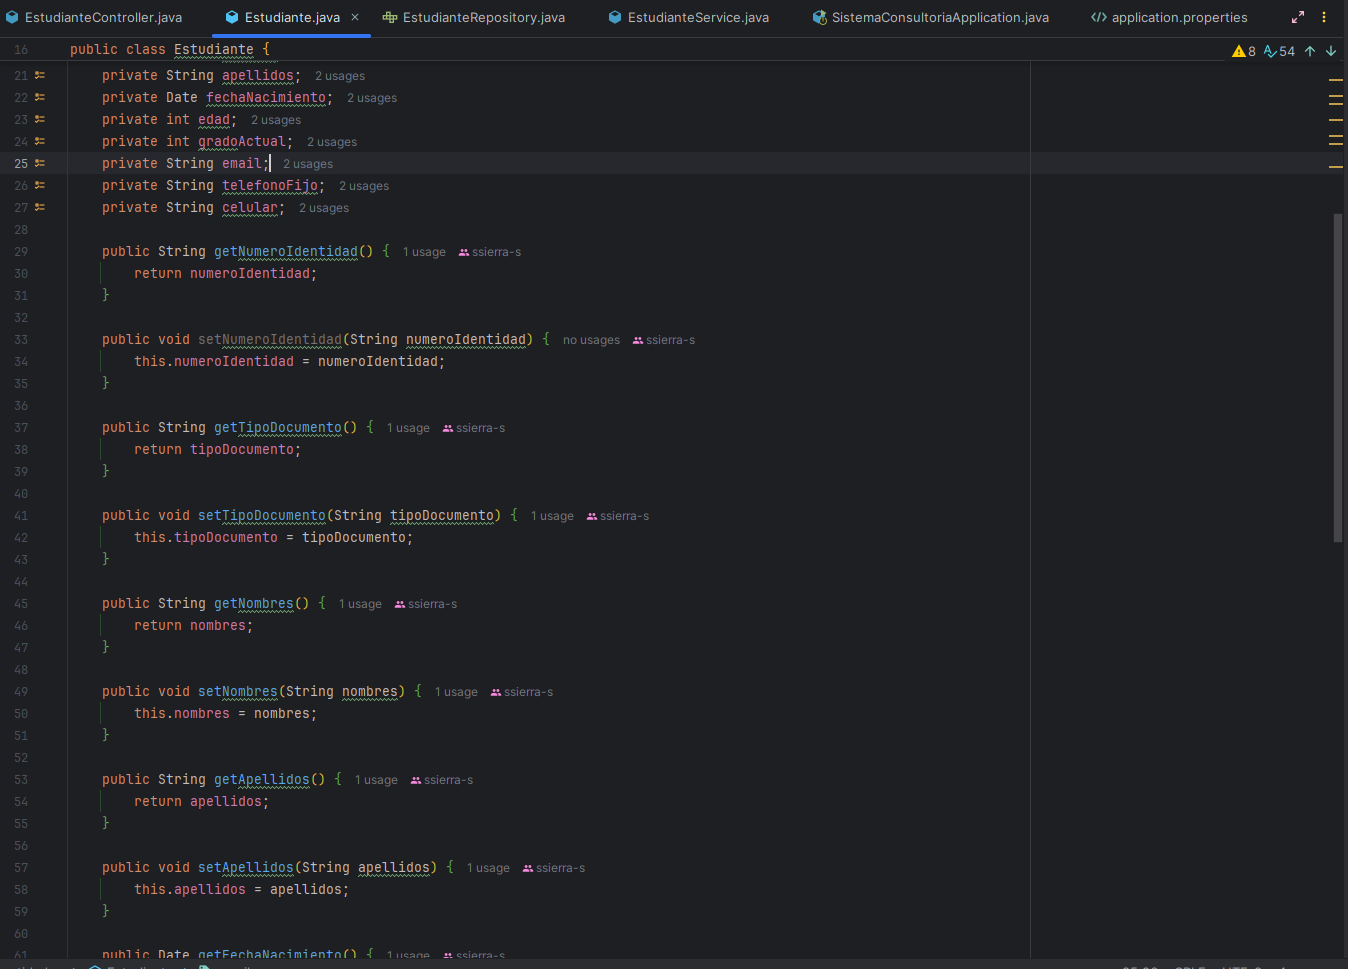 EstudianteController.java Estudiante.java × EstudianteRepository.java EstudianteService.java SistemaConsultoriaApplication.java </> application.properties
16 public class Estudiante { 8 54
21 private String apellidos; 2 usages
22 private Date fechaNacimiento; 2 usages
23 private int edad; 2 usages
24 private int gradoActual; 2 usages
25 private String email; 2 usages
26 private String telefonoFijo; 2 usages
27 private String celular; 2 usages
28
29 public String getNumeroIdentidad() { 1 usage ssierra-s
30 return numeroIdentidad;
31 }
32
33 public void setNumeroIdentidad(String numeroIdentidad) { no usages ssierra-s
34 this.numeroIdentidad = numeroIdentidad;
35 }
36
37 public String getTipoDocumento() { 1 usage ssierra-s
38 return tipoDocumento;
39 }
40
41 public void setTipoDocumento(String tipoDocumento) { 1 usage ssierra-s
42 this.tipoDocumento = tipoDocumento;
43 }
44
45 public String getNombres() { 1 usage ssierra-s
46 return nombres;
47 }
48
49 public void setNombres(String nombres) { 1 usage ssierra-s
50 this.nombres = nombres;
51 }
52
53 public String getApellidos() { 1 usage ssierra-s
54 return apellidos;
55 }
56
57 public void setApellidos(String apellidos) { 1 usage ssierra-s
58 this.apellidos = apellidos;
59 }
60
61 public Date getFechaNacimiento() { 1 usage ssierra-s